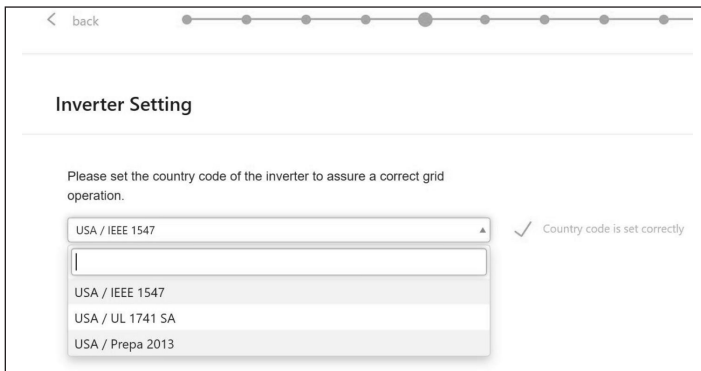 back
Inverter Setting
Please set the country code of the inverter to assure a correct grid
operation.
USA / IEEE 1547
Country code is set correctly
USA / IEEE 1547
USA / UL 1741 SA
USA / Prepa 2013